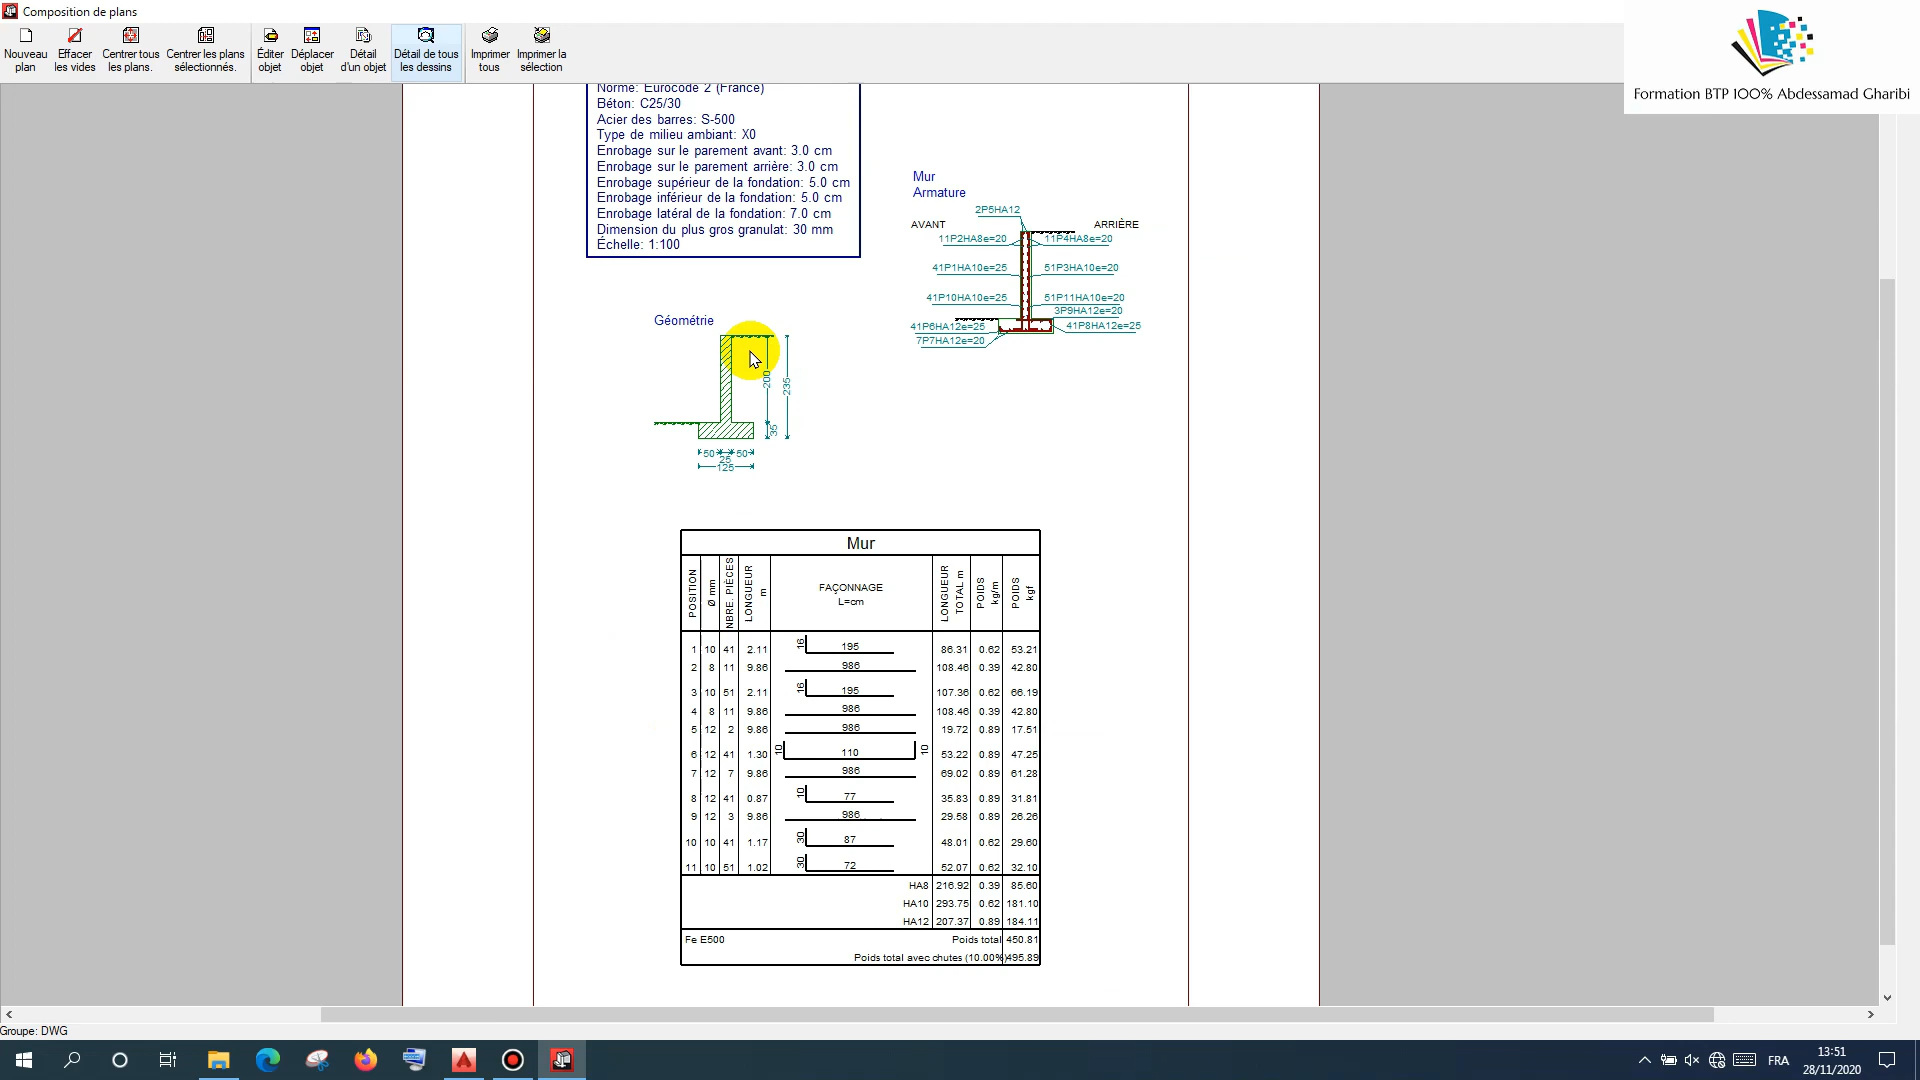 Composition de plans
Nouveau plan
Effacer les vides
Centrer tous les plans.
Centrer les plans sélectionnés.
Éditer objet
Déplacer objet
Détail d'un objet
Détail de tous les dessins
Imprimer tous
Imprimer la sélection
Formation BTP 100% Abdessamad Gharibi
Norme: Eurocode 2 (France)
Béton: C25/30
Acier des barres: S-500
Type de milieu ambiant: X0
Enrobage sur le parement avant: 3.0 cm
Enrobage sur le parement arrière: 3.0 cm
Enrobage supérieur de la fondation: 5.0 cm
Enrobage inférieur de la fondation: 5.0 cm
Enrobage latéral de la fondation: 7.0 cm
Dimension du plus gros granulat: 30 mm
Échelle: 1:100
Mur
Armature
2P5HA12
AVANT ARRIÈRE
11P2HA8e=20 11P4HA8e=20
41P1HA10e=25 51P3HA10e=20
41P10HA10e=25 51P11HA10e=20
3P9HA12e=20
41P6HA12e=25 41P8HA12e=25
7P7HA12e=20
Géométrie
200
235
35
50 25 50
125
Mur
POSITION Ø mm NBRE. PIÈCES LONGUEUR m FAÇONNAGE L=cm LONGUEUR TOTAL m POIDS kg/m POIDS kgf
1 10 41 2.11 16 195 86.31 0.62 53.21
2 8 11 9.86 986 108.46 0.39 42.80
3 10 51 2.11 16 195 107.36 0.62 66.19
4 8 11 9.86 986 108.46 0.39 42.80
5 12 2 9.86 986 19.72 0.89 17.51
6 12 41 1.30 10 110 10 53.22 0.89 47.25
7 12 7 9.86 986 69.02 0.89 61.28
8 12 41 0.87 10 77 35.83 0.89 31.81
9 12 3 9.86 986 29.58 0.89 26.26
10 10 41 1.17 30 87 48.01 0.62 29.60
11 10 51 1.02 30 72 52.07 0.62 32.10
HA8 216.92 0.39 85.60
HA10 293.75 0.62 181.10
HA12 207.37 0.89 184.11
Fe E500 Poids total 450.81
Poids total avec chutes (10.00%) 495.89
Groupe: DWG
FRA
13:51
28/11/2020